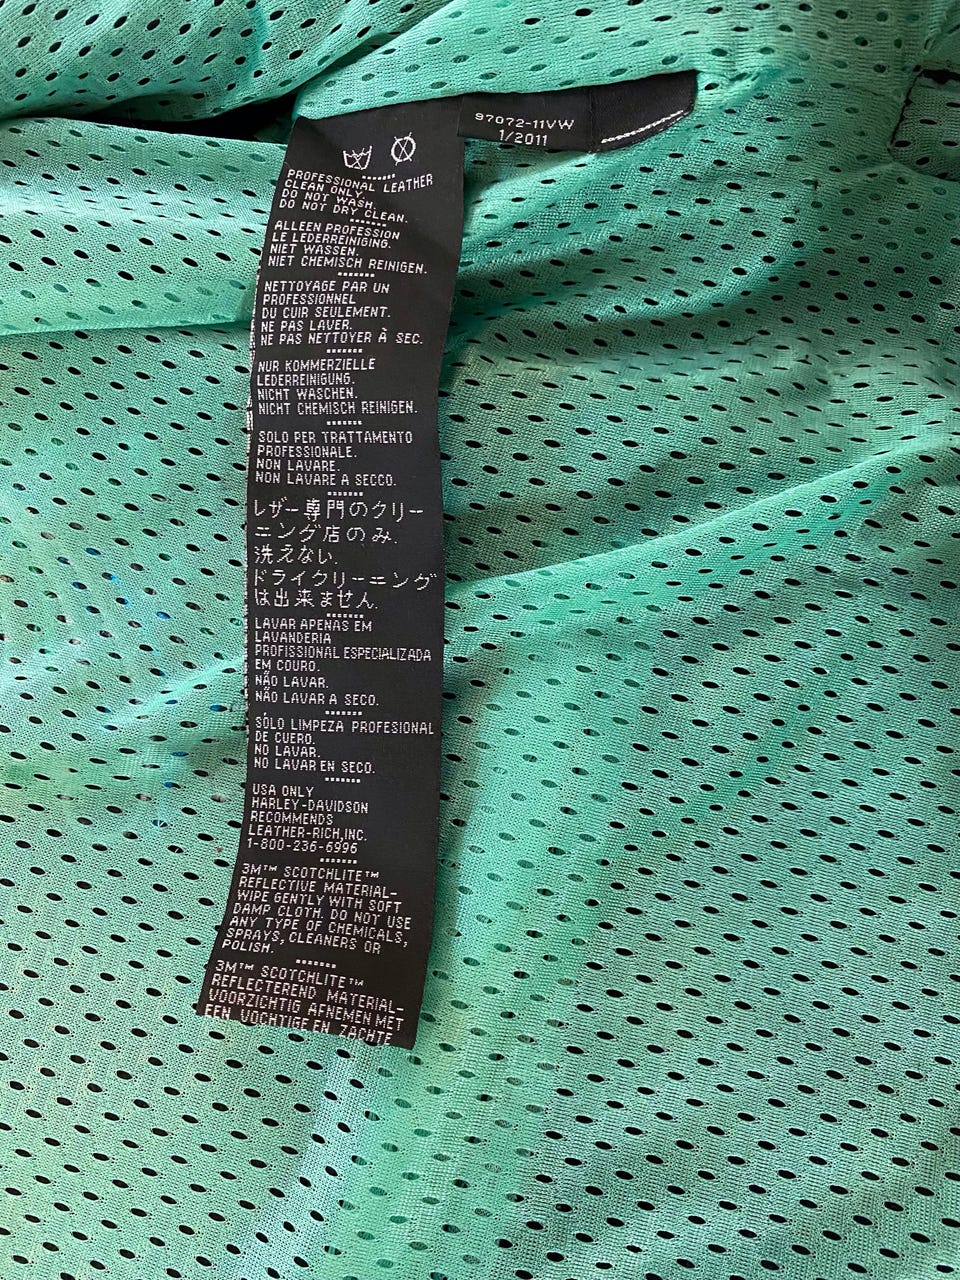 97072-11VW
1/2011
PROFESSIONAL LEATHER
CLEAN ONLY.
DO NOT WASH.
DO NOT DRY CLEAN.
ALLEEN PROFESSION
LE LEDERREINIGING.
NIET WASSEN.
NIET CHEMISCH REINIGEN.
NETTOYAGE PAR UN
PROFESSIONNEL
DU CUIR SEULEMENT.
NE PAS LAVER.
NE PAS NETTOYER À SEC.
NUR KOMMERZIELLE
LEDERREINIGUNG.
NICHT WASCHEN.
NICHT CHEMISCH REINIGEN.
SOLO PER TRATTAMENTO
PROFESSIONALE.
NON LAVARE.
NON LAVARE A SECCO.
レザー専門のクリー
ニング店のみ.
洗えない.
ドライクリーニング
は出来ません.
LAVAR APENAS EM
LAVANDERIA
PROFISSIONAL ESPECIALIZADA
EM COURO.
NÃO LAVAR.
NÃO LAVAR A SECO.
SÓLO LIMPEZA PROFESIONAL
DE CUERO.
NO LAVAR.
NO LAVAR EN SECO.
USA ONLY
HARLEY-DAVIDSON
RECOMMENDS
LEATHER-RICH,INC.
1-800-236-6996
3M™ SCOTCHLITE™
REFLECTIVE MATERIAL-
WIPE GENTLY WITH SOFT
DAMP CLOTH. DO NOT USE
ANY TYPE OF CHEMICALS,
SPRAYS, CLEANERS OR
POLISH.
3M™ SCOTCHLITE™
REFLECTEREND MATERIAL-
VOORZICHTIG AFNEMEN MET
EEN VOCHTIGE EN ZACHTE